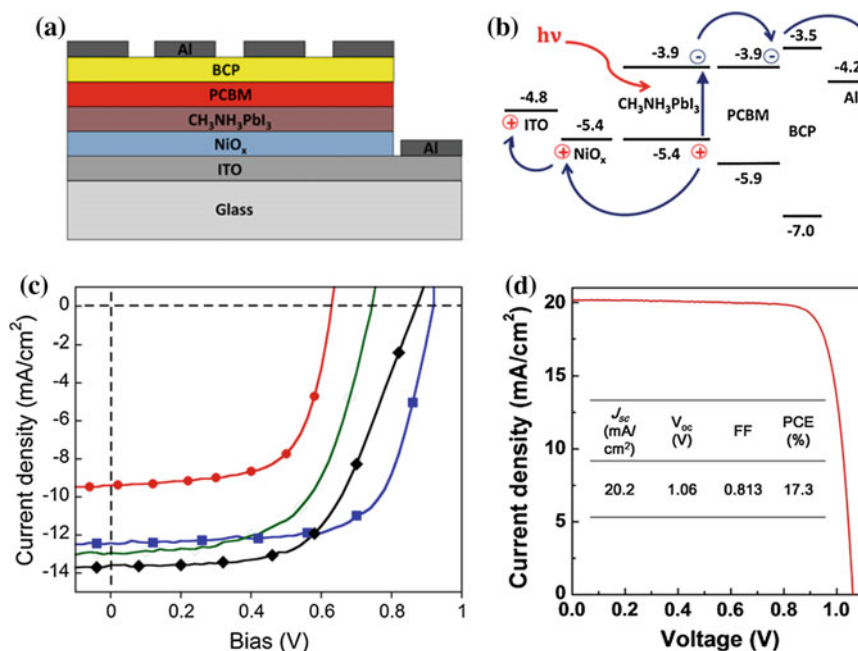 (a)
Al
BCP
PCBM
CH₃NH₃PbI₃
NiOₓ
Al
ITO
Glass
(b)
hν
-3.9
-3.9
-3.5
-4.2
Al
-4.8
ITO
-5.4
NiOₓ
CH₃NH₃PbI₃
-5.4
PCBM
-5.9
BCP
-7.0
(c)
0
-2
-4
-6
-8
-10
-12
-14
Current density (mA/cm²)
0 0.2 0.4 0.6 0.8 1
Bias (V)
(d)
20
15
10
5
0
Current density (mA/cm²)
Jsc (mA/cm²) Voc (V) FF PCE (%)
20.2 1.06 0.813 17.3
0.0 0.2 0.4 0.6 0.8 1.0
Voltage (V)